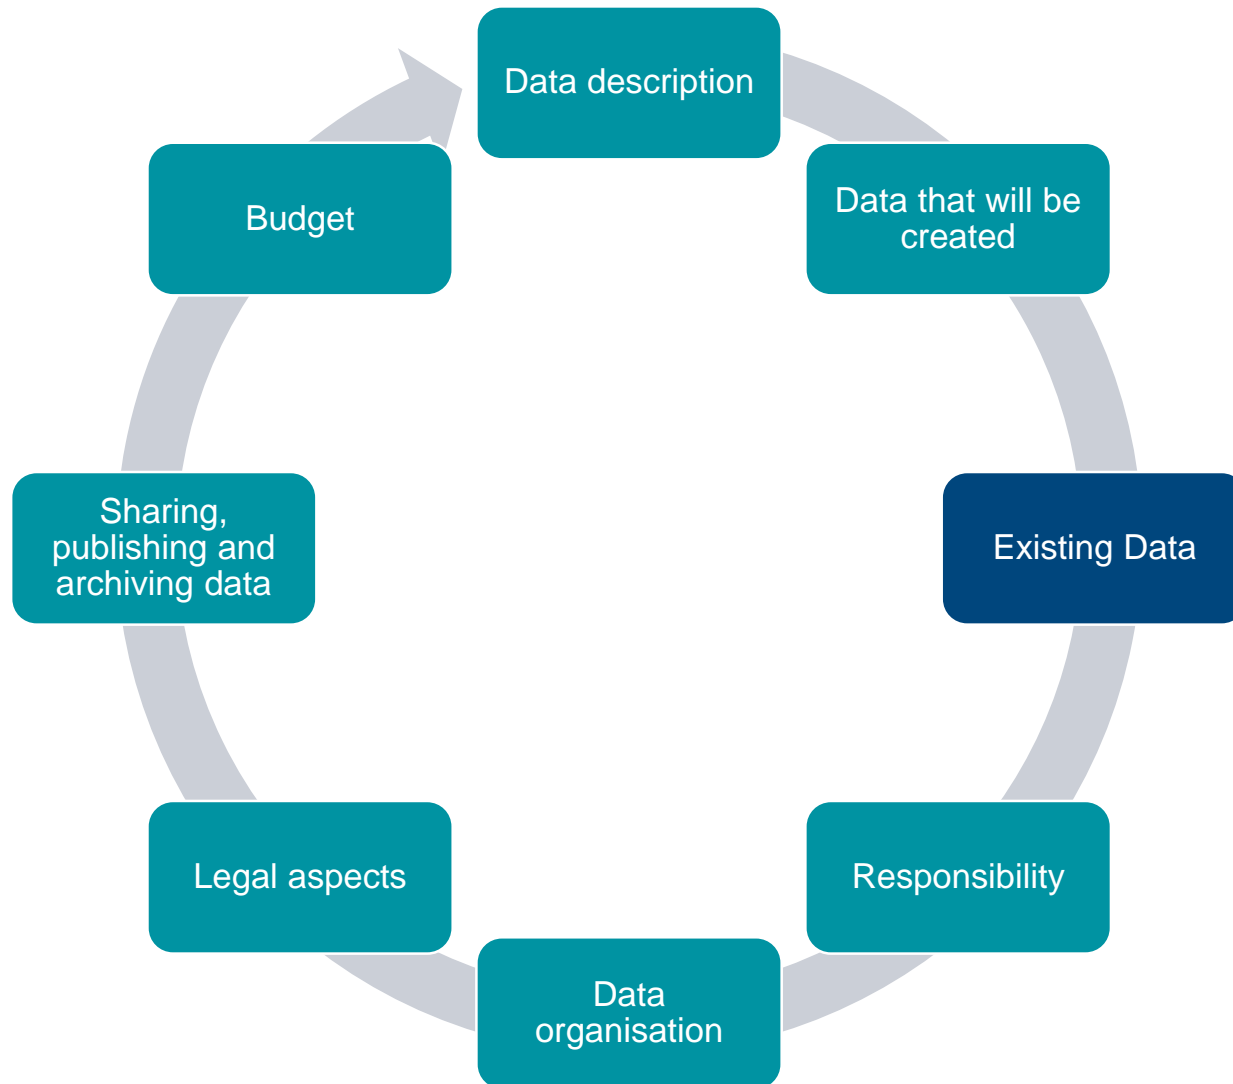 Data description
Data that will be
created
Existing Data
Responsibility
Data
organisation
Legal aspects
Sharing,
publishing and
archiving data
Budget